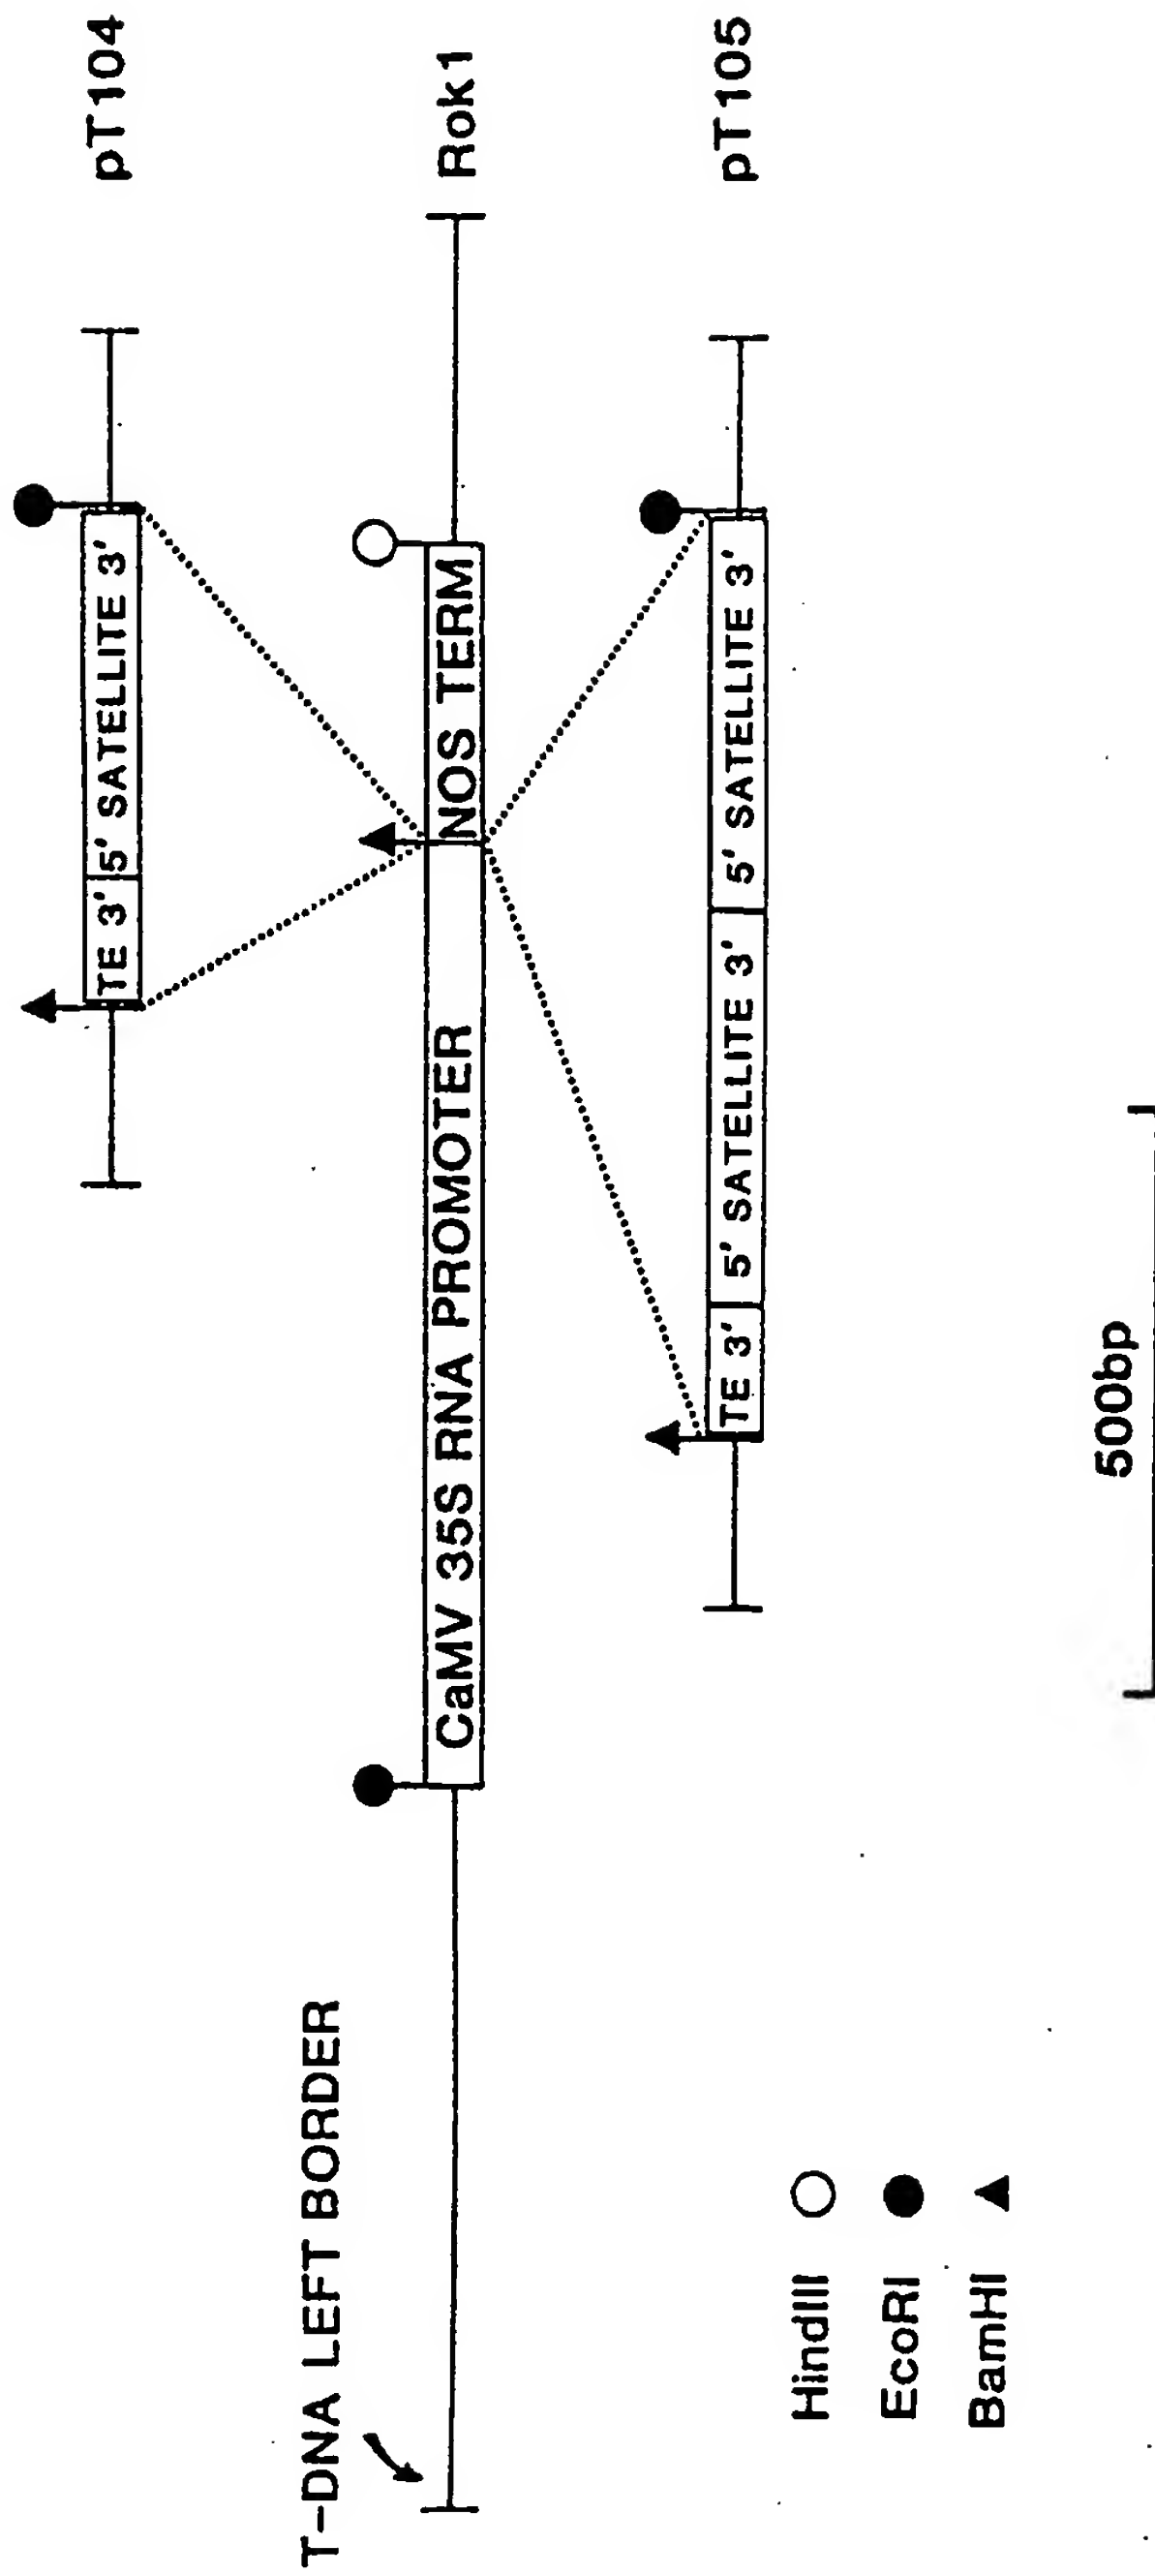 TE 3' 5' SATELLITE 3' pT104
T-DNA LEFT BORDER
CaMV 35S RNA PROMOTER NOS TERM Rok1
TE 3' 5' SATELLITE 3' 5' SATELLITE 3' pT105
HindIII
EcoRI
BamHI
500bp